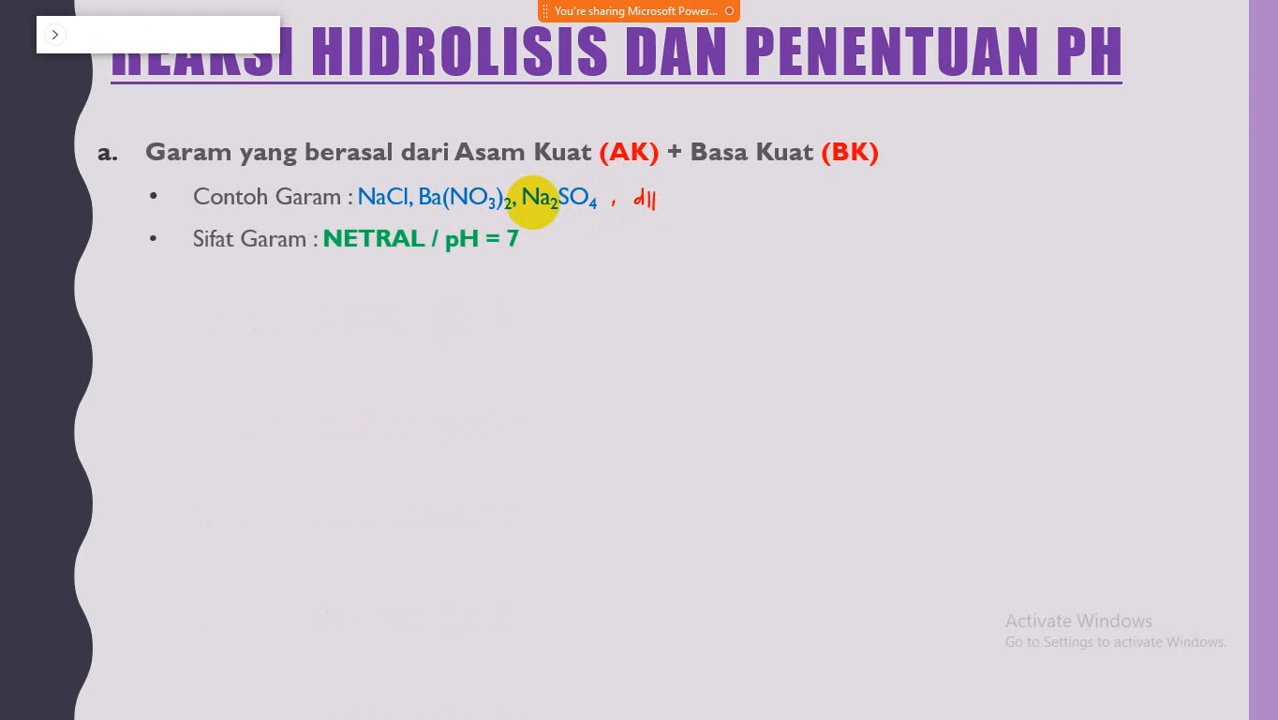 You're sharing Microsoft Power...
REAKSI HIDROLISIS DAN PENENTUAN PH
a. Garam yang berasal dari Asam Kuat (AK) + Basa Kuat (BK)
• Contoh Garam : NaCl, Ba(NO₃)₂, Na₂SO₄ , dll
• Sifat Garam : NETRAL / pH = 7
Activate Windows
Go to Settings to activate Windows.